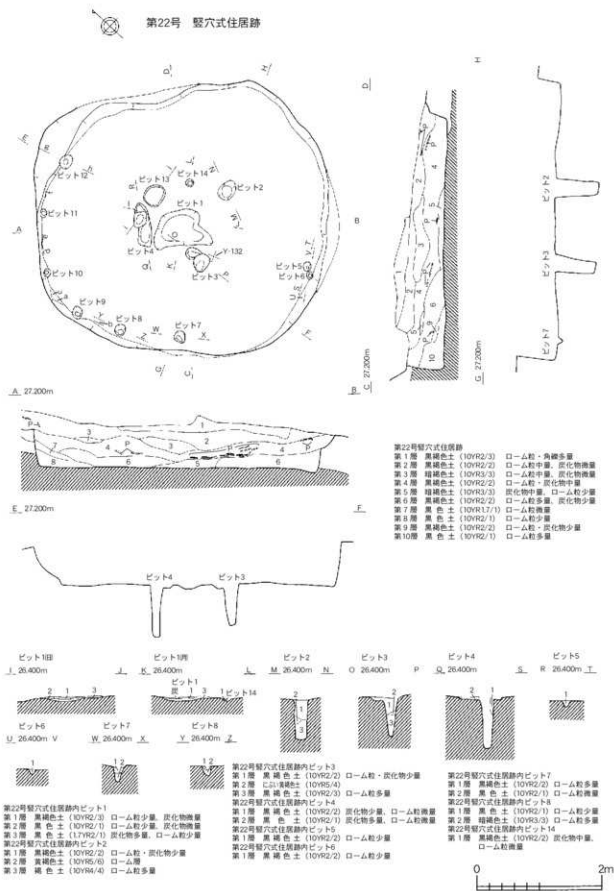 第22号 竪穴式住居跡
D
H
H
D
E
R
ピット12
ピット13
ピット14
ピット2
ピット1
ピット11
A
B
ピット4
Y-132
ピット3
ピット5
ピット6
ピット10
ピット9
ピット8
ピット7
W
X
Q
K
F
G
C
A 27.200m
B
C 27.200m
G 27.200m
ピット2
ピット3
ピット7
E 27.200m
F
ピット4
ピット3
第22号竪穴式住居跡
第1層 黒褐色土 (10YR2/3) ローム粒・角礫多量
第2層 黒褐色土 (10YR2/2) ローム粒中量、炭化物微量
第3層 暗褐色土 (10YR3/3) ローム粒中量、炭化物微量
第4層 黒褐色土 (10YR2/2) ローム粒・炭化物中量
第5層 暗褐色土 (10YR3/3) 炭化物中量、ローム粒少量
第6層 黒褐色土 (10YR2/2) ローム粒多量、炭化物少量
第7層 黒色土 (10YR1.7/1) ローム粒微量
第8層 黒色土 (10YR2/1) ローム粒少量
第9層 黒褐色土 (10YR2/2) ローム粒・炭化物少量
第10層 黒色土 (10YR2/1) ローム粒多量
ピット1旧
I 26.400m J
K 26.400m L
ピット1
炭
3
1
ピット14
ピット2
M 26.400m N
ピット3
O 26.400m P
ピット4
Q 26.400m S
ピット5
R 26.400m T
ピット6
U 26.400m V
ピット7
W 26.400m X
ピット8
Y 26.400m Z
第22号竪穴式住居跡内ピット1
第1層 黒褐色土 (10YR2/3) ローム粒少量、炭化物微量
第2層 黒色土 (10YR2/1) ローム粒少量、炭化物微量
第3層 黒色土 (1.7YR2/1) 炭化物多量、ローム粒少量
第22号竪穴式住居跡内ピット2
第1層 黒褐色土 (10YR2/2) ローム粒・炭化物少量
第2層 黄褐色土 (10YR5/6) ローム層
第3層 褐色土 (10YR4/4) ローム粒多量
第22号竪穴式住居跡内ピット3
第1層 黒褐色土 (10YR2/2) ローム粒・炭化物少量
第2層 にぶい黄褐色土 (10YR5/4)
第3層 黒褐色土 (10YR2/3) ローム粒多量
第22号竪穴式住居跡内ピット4
第1層 黒褐色土 (10YR2/2) 炭化物少量、ローム粒微量
第2層 黒色土 (10YR2/1) 炭化物少量、ローム粒微量
第22号竪穴式住居跡内ピット5
第1層 黒褐色土 (10YR2/2) ローム粒少量
第22号竪穴式住居跡内ピット6
第1層 黒褐色土 (10YR2/2) ローム粒少量
第22号竪穴式住居跡内ピット7
第1層 黒褐色土 (10YR2/2) ローム粒多量
第2層 黒色土 (10YR2/1) ローム粒微量
第22号竪穴式住居跡内ピット8
第1層 黒色土 (10YR2/1) ローム粒少量
第2層 暗褐色土 (10YR3/3) ローム粒多量
第22号竪穴式住居跡内ピット14
第1層 黒褐色土 (10YR2/2) 炭化物中量、
ローム粒微量
0
2m